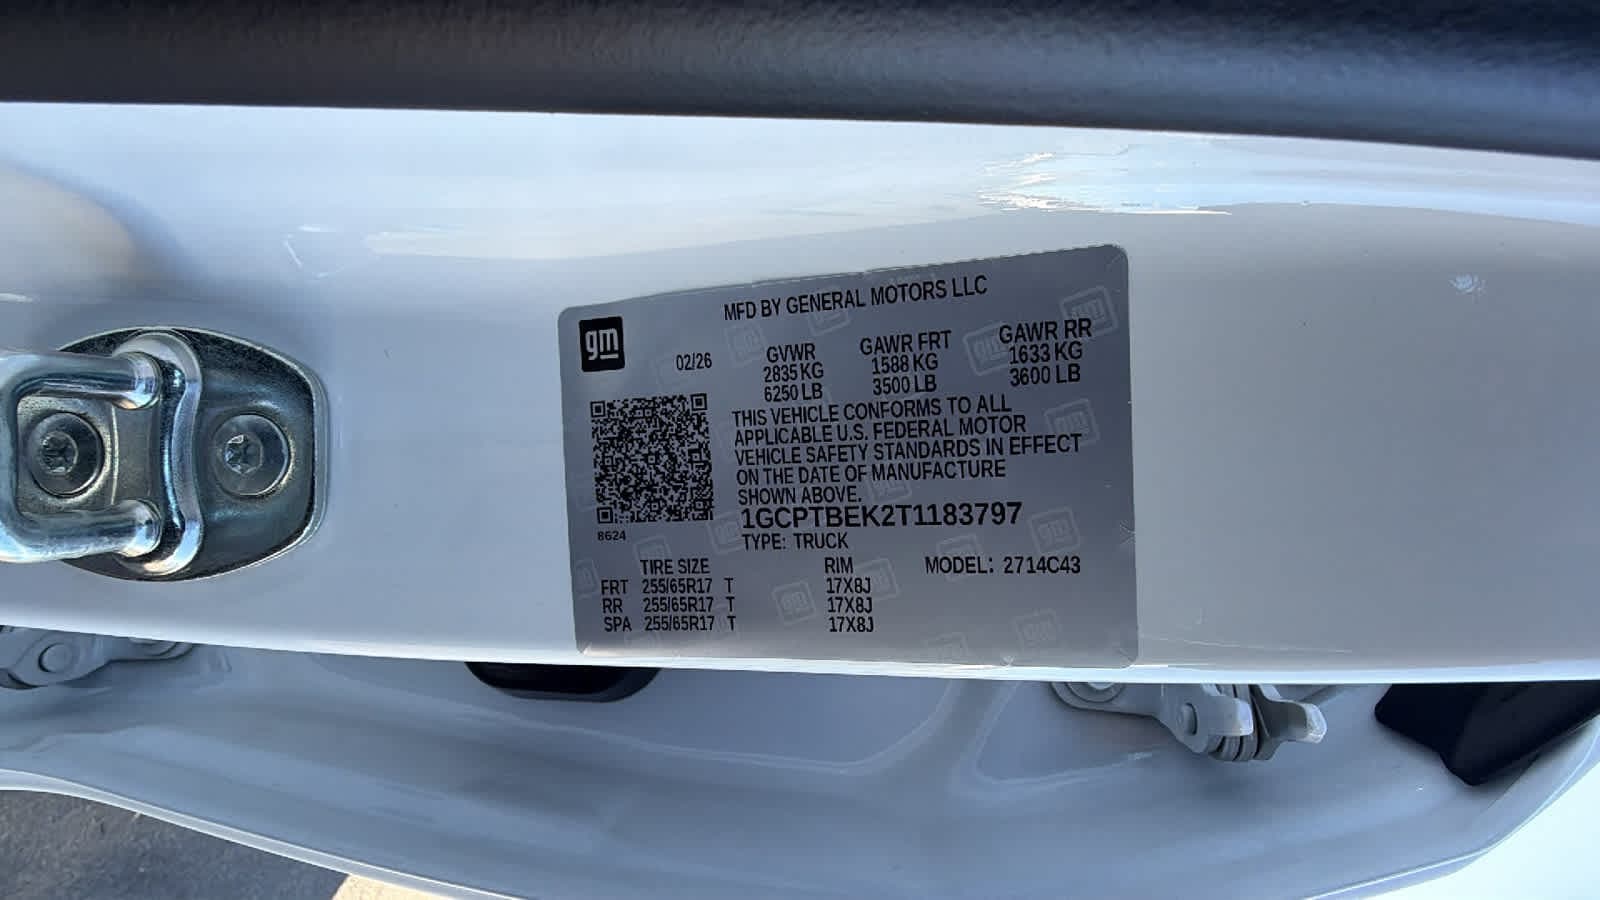 MFD BY GENERAL MOTORS LLC
gm
02/26
GVWR GAWR FRT GAWR RR
2835 KG 1588 KG 1633 KG
6250 LB 3500 LB 3600 LB
THIS VEHICLE CONFORMS TO ALL
APPLICABLE U.S. FEDERAL MOTOR
VEHICLE SAFETY STANDARDS IN EFFECT
ON THE DATE OF MANUFACTURE
SHOWN ABOVE.
1GCPTBEK2T1183797
8624
TYPE: TRUCK
TIRE SIZE RIM MODEL: 2714C43
FRT 255/65R17 T 17X8J
RR 255/65R17 T 17X8J
SPA 255/65R17 T 17X8J